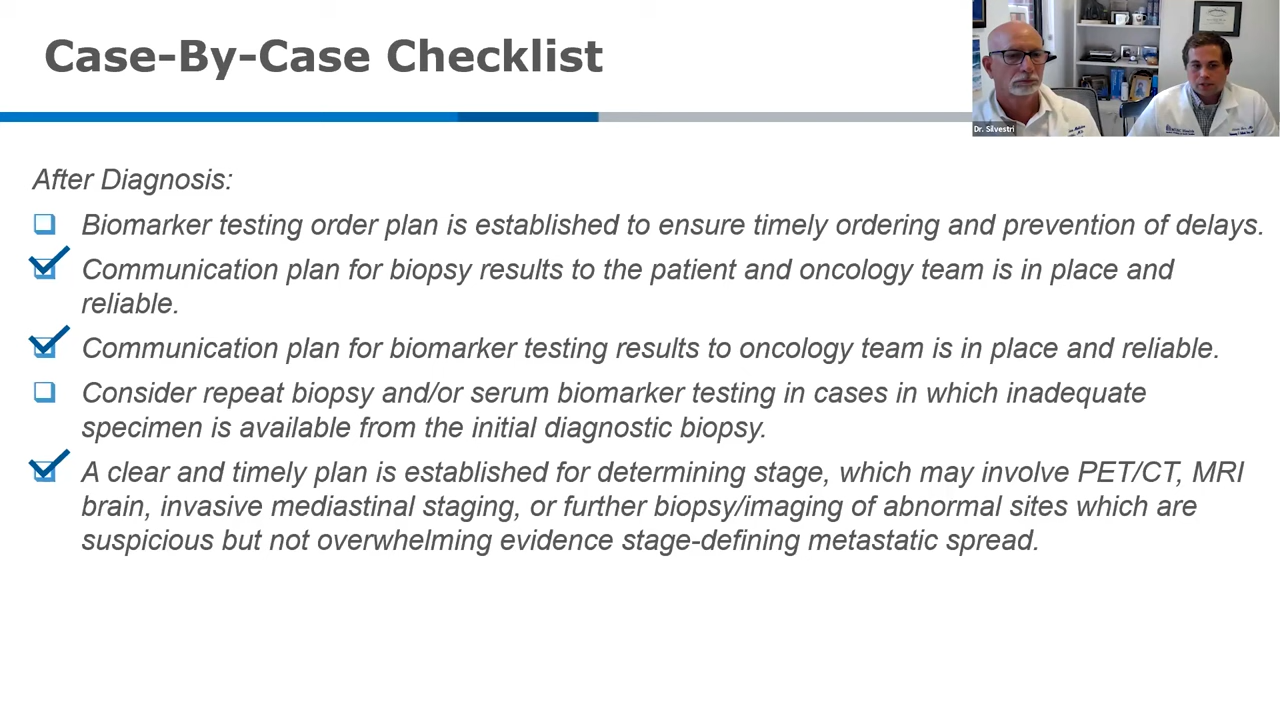 Case-By-Case Checklist
Dr. Silvestri
After Diagnosis:
Biomarker testing order plan is established to ensure timely ordering and prevention of delays.
Communication plan for biopsy results to the patient and oncology team is in place and
reliable.
Communication plan for biomarker testing results to oncology team is in place and reliable.
Consider repeat biopsy and/or serum biomarker testing in cases in which inadequate
specimen is available from the initial diagnostic biopsy.
A clear and timely plan is established for determining stage, which may involve PET/CT, MRI
brain, invasive mediastinal staging, or further biopsy/imaging of abnormal sites which are
suspicious but not overwhelming evidence stage-defining metastatic spread.